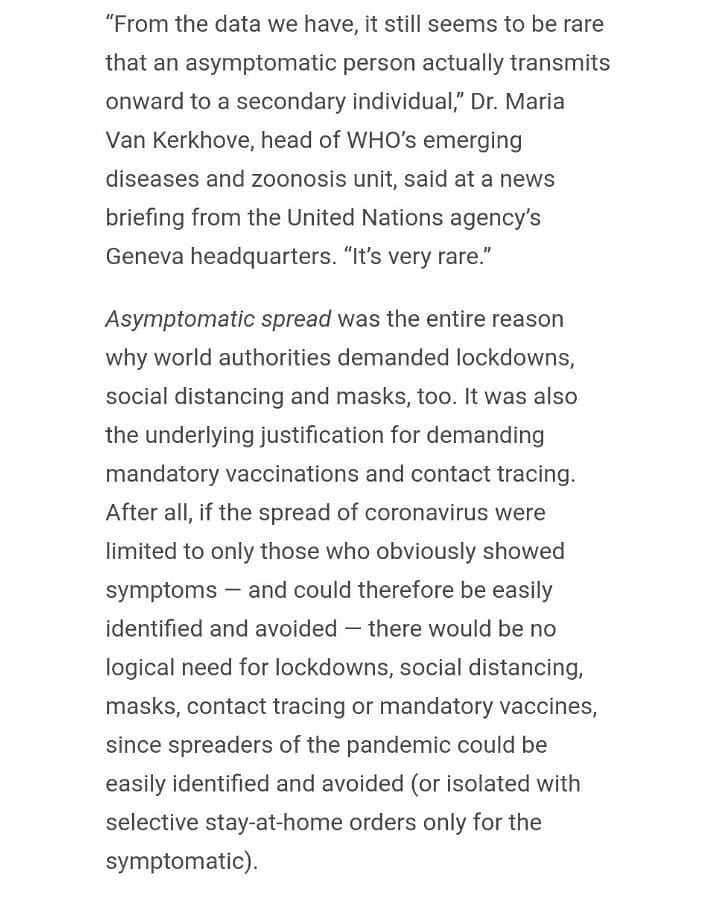 “From the data we have, it still seems to be rare
that an asymptomatic person actually transmits
onward to a secondary individual,” Dr. Maria
Van Kerkhove, head of WHO’s emerging
diseases and zoonosis unit, said at a news
briefing from the United Nations agency’s
Geneva headquarters. “It’s very rare.”
Asymptomatic spread was the entire reason
why world authorities demanded lockdowns,
social distancing and masks, too. It was also
the underlying justification for demanding
mandatory vaccinations and contact tracing.
After all, if the spread of coronavirus were
limited to only those who obviously showed
symptoms — and could therefore be easily
identified and avoided — there would be no
logical need for lockdowns, social distancing,
masks, contact tracing or mandatory vaccines,
since spreaders of the pandemic could be
easily identified and avoided (or isolated with
selective stay-at-home orders only for the
symptomatic).